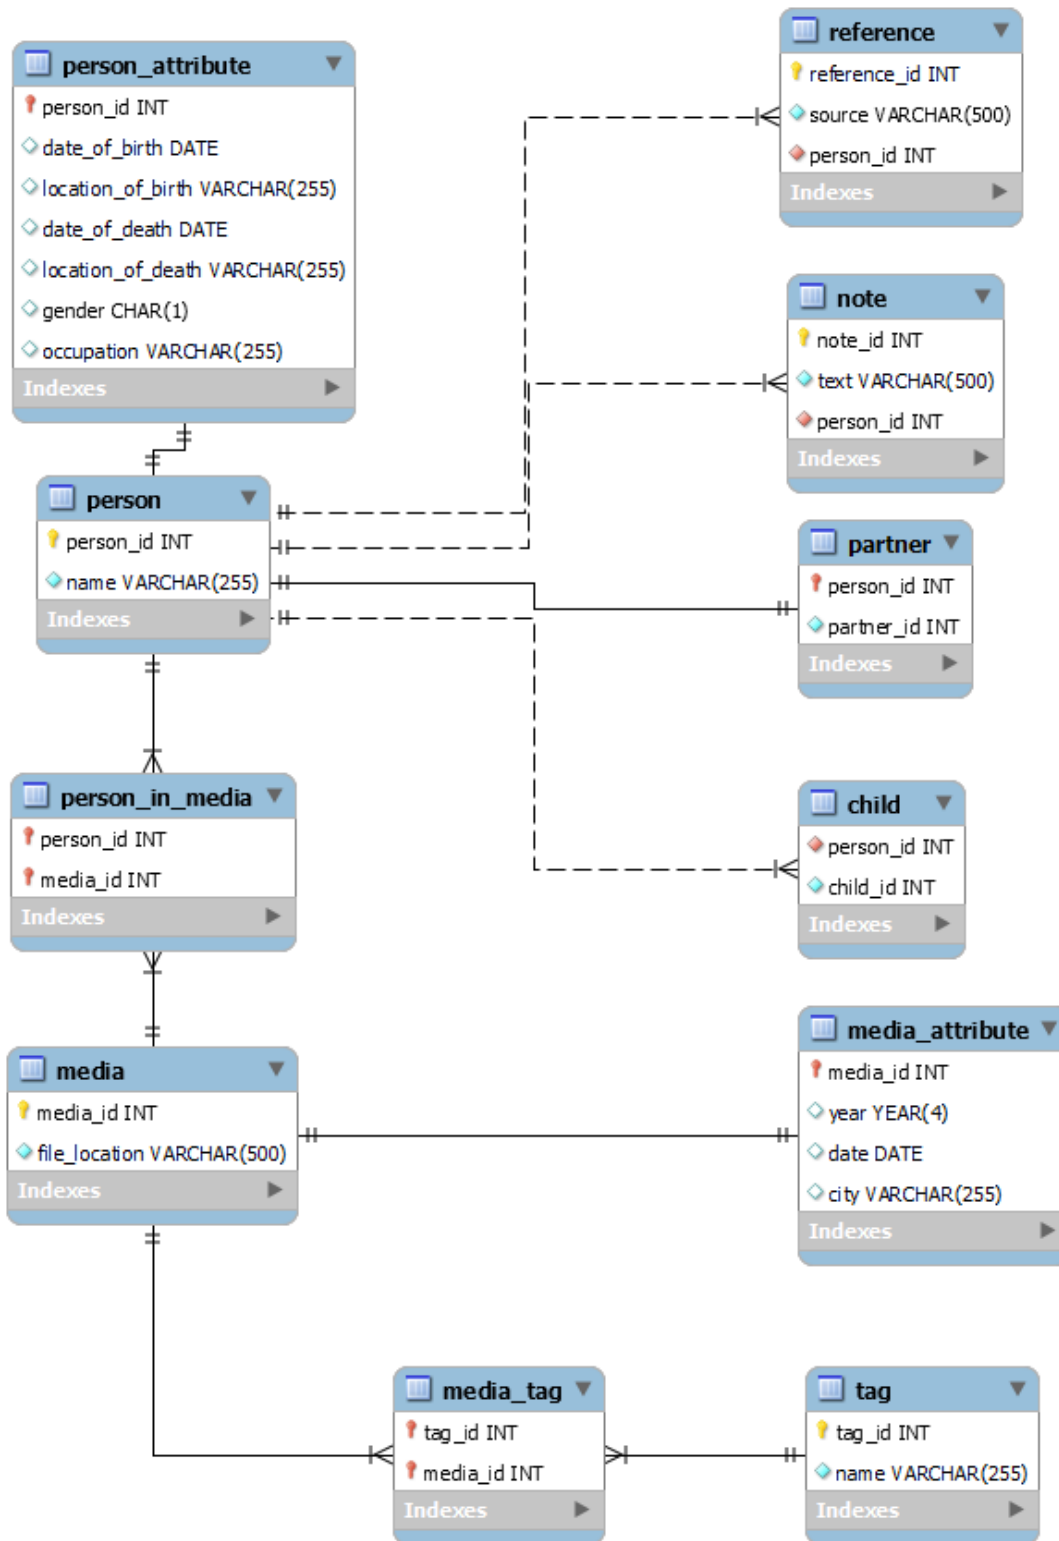 person_attribute
person_id INT
date_of_birth DATE
location_of_birth VARCHAR(255)
date_of_death DATE
location_of_death VARCHAR(255)
gender CHAR(1)
occupation VARCHAR(255)
Indexes
reference
reference_id INT
source VARCHAR(500)
person_id INT
Indexes
note
note_id INT
text VARCHAR(500)
person_id INT
Indexes
person
person_id INT
name VARCHAR(255)
Indexes
partner
person_id INT
partner_id INT
Indexes
person_in_media
person_id INT
media_id INT
Indexes
child
person_id INT
child_id INT
Indexes
media
media_id INT
file_location VARCHAR(500)
Indexes
media_attribute
media_id INT
year YEAR(4)
date DATE
city VARCHAR(255)
Indexes
media_tag
tag_id INT
media_id INT
Indexes
tag
tag_id INT
name VARCHAR(255)
Indexes